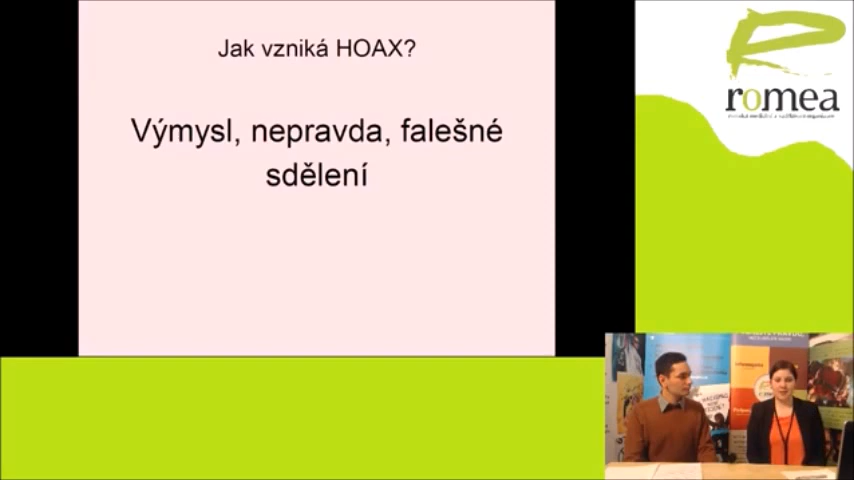 Jak vzniká HOAX?
Výmysl, nepravda, falešné
sdělení
romea